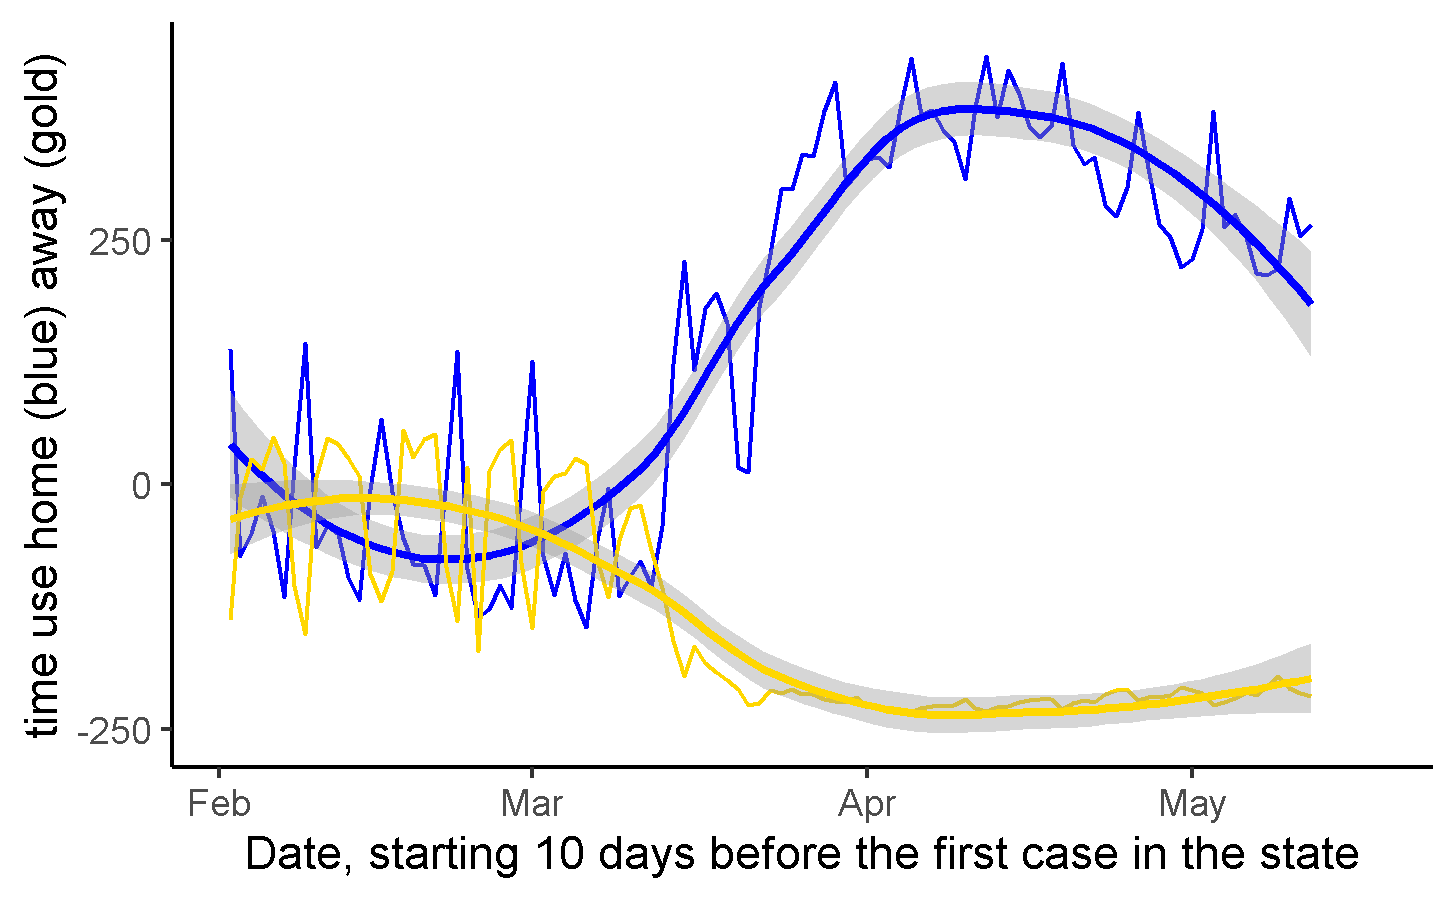 time use home (blue) away (gold)
250
0
-250
Feb Mar Apr May
Date, starting 10 days before the first case in the state